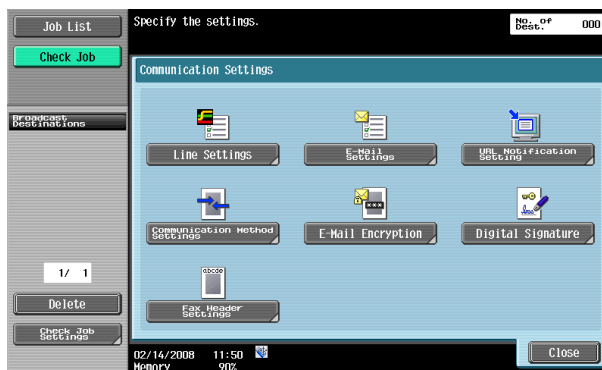 Job List
Specify the settings.
No. of
Dest.
000
Check Job
Communication Settings
Broadcast
Destinations
Line Settings
E-Mail
Settings
URL Notification
Setting
Communication Method
Settings
E-Mail Encryption
Digital Signature
abcde
1/ 1
Delete
Fax Header
Settings
Check Job
Settings
Close
02/14/2008 11:50
Memory 90%